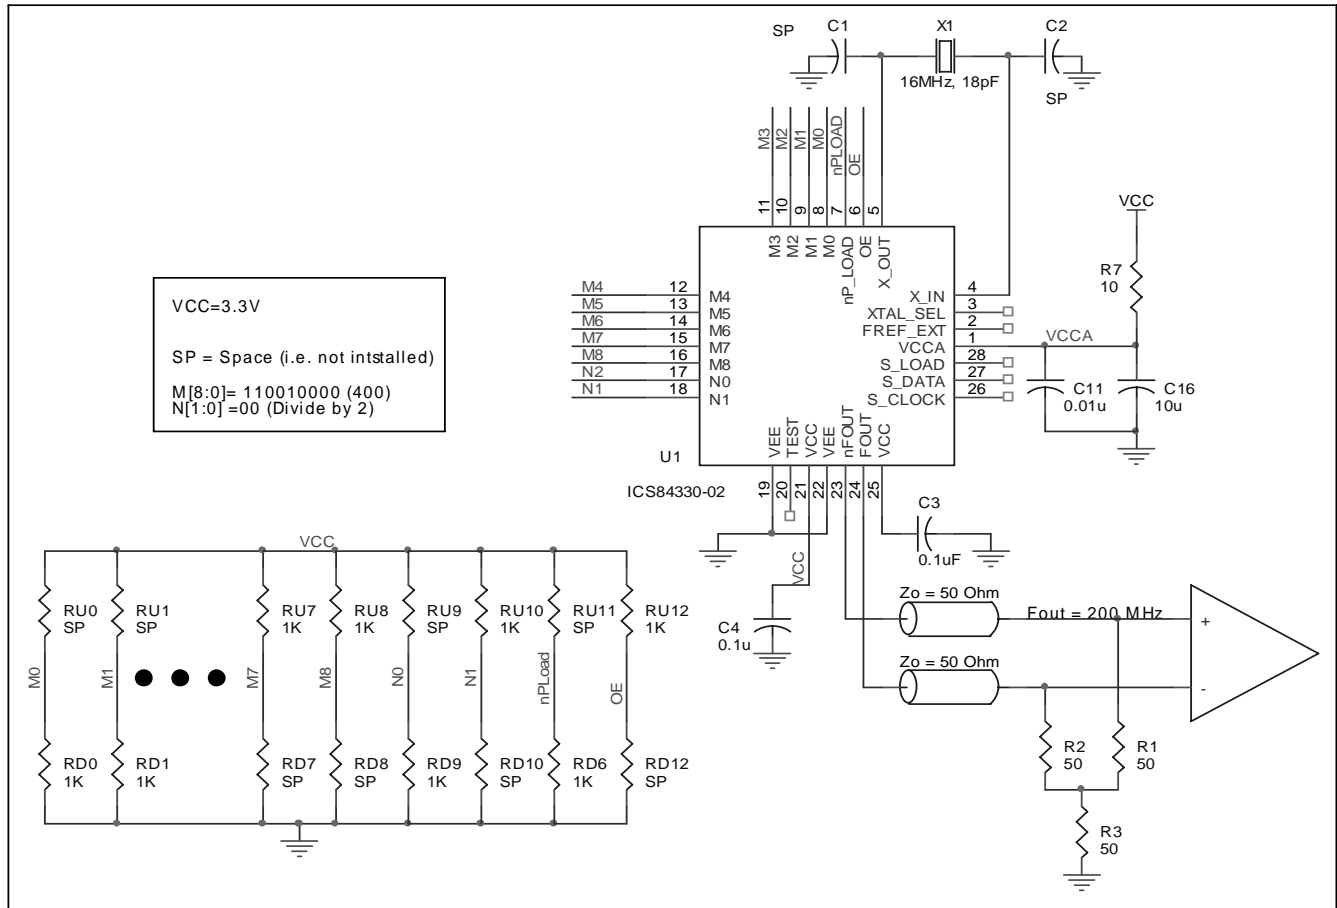 SP
C1
X1
C2
16MHz, 18pF
SP
M3
M2
M1
M0
nPLOAD
OE
11
10
9
8
7
6
5
M3
M2
M1
M0
nP_LOAD
OE
X_OUT
VCC
R7
10
VCCA
M4 12 M4
M5 13 M5
M6 14 M6
M7 15 M7
M8 16 M8
N2 17 N0
N1 18 N1
X_IN 4
XTAL_SEL 3
FREF_EXT 2
VCCA 1
S_LOAD 28
S_DATA 27
S_CLOCK 26
C11
0.01u
C16
10u
VCC=3.3V
SP = Space (i.e. not intstalled)
M[8:0]= 110010000 (400)
N[1:0] =00 (Divide by 2)
VEE
TEST
VCC
VEE
nFOUT
FOUT
VCC
U1
ICS84330-02
19
20
21
22
23
24
25
C3
0.1uF
VCC
C4
0.1u
Zo = 50 Ohm
Fout = 200 MHz
Zo = 50 Ohm
+
-
R2
50
R1
50
R3
50
VCC
RU0
SP
RU1
SP
RU7
1K
RU8
1K
RU9
SP
RU10
1K
RU11
SP
RU12
1K
M0
M1
M7
M8
N0
N1
nPLoad
OE
RD0
1K
RD1
1K
RD7
SP
RD8
SP
RD9
1K
RD10
SP
RD6
1K
RD12
SP